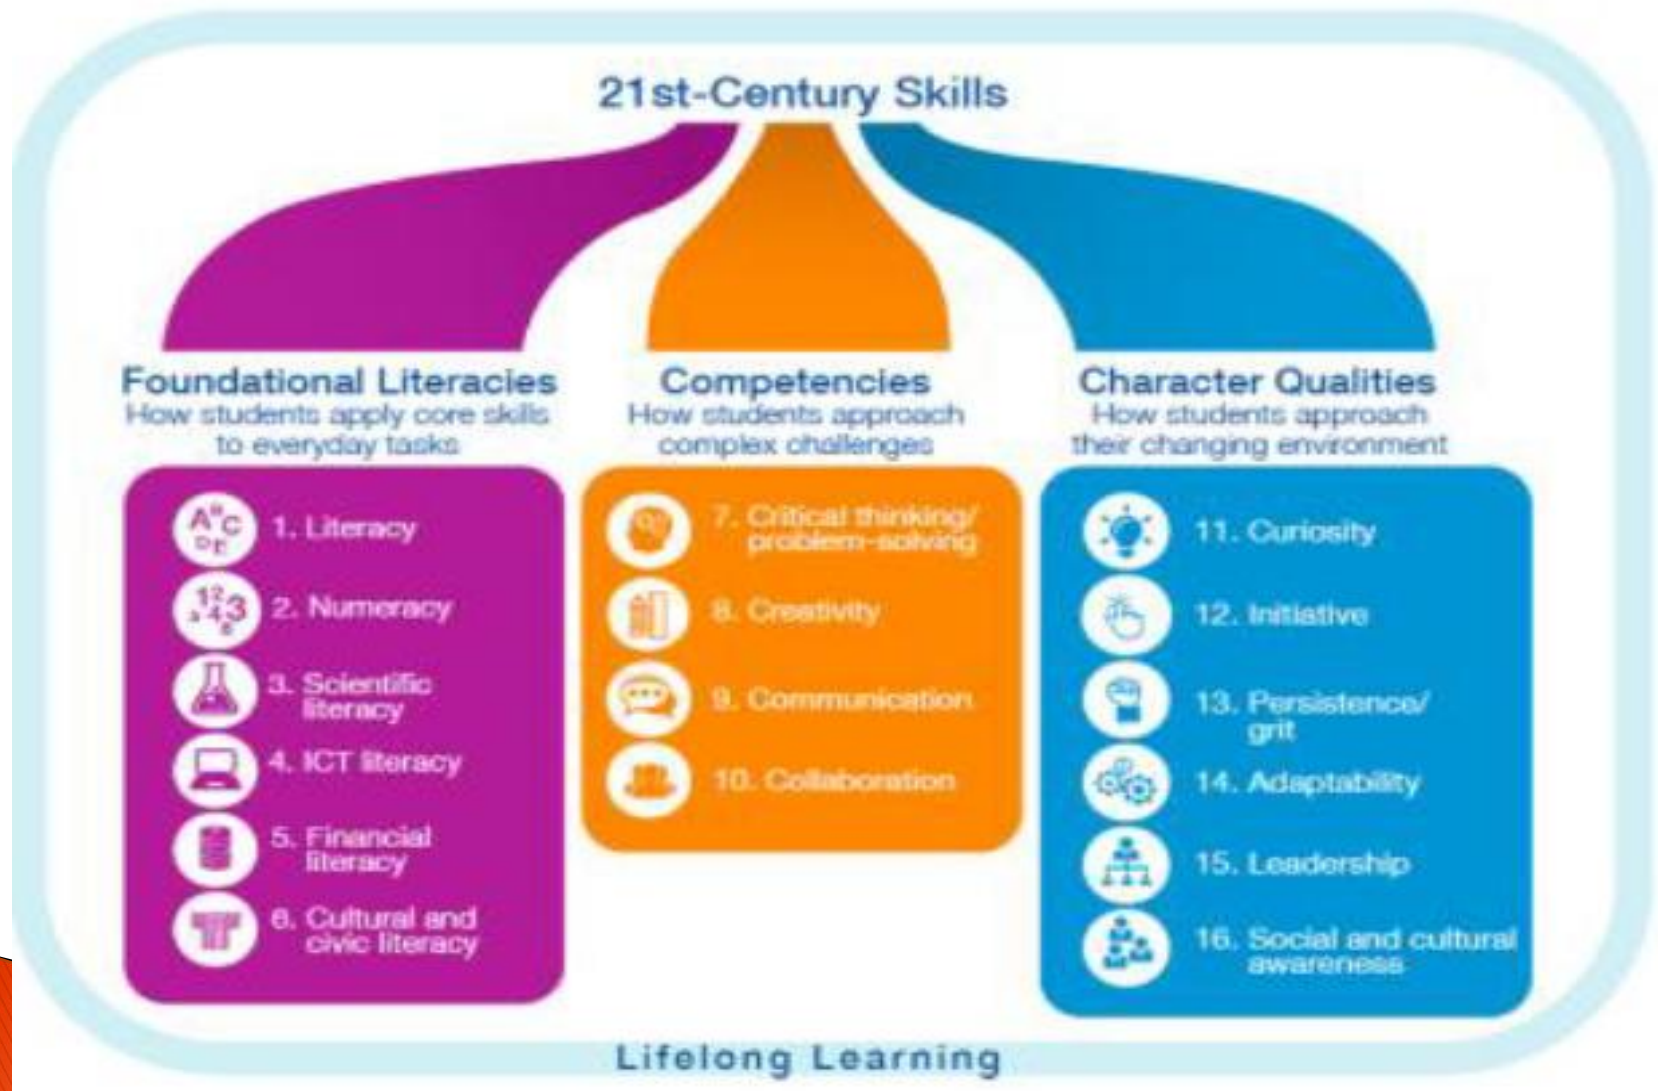 21st-Century Skills
Foundational Literacies
How students apply core skills
to everyday tasks
1. Literacy
2. Numeracy
3. Scientific
literacy
4. ICT literacy
5. Financial
literacy
6. Cultural and
civic literacy
Competencies
How students approach
complex challenges
7. Critical thinking/
problem-solving
8. Creativity
9. Communication
10. Collaboration
Character Qualities
How students approach
their changing environment
11. Curiosity
12. Initiative
13. Persistence/
grit
14. Adaptability
15. Leadership
16. Social and cultural
awareness
Lifelong Learning